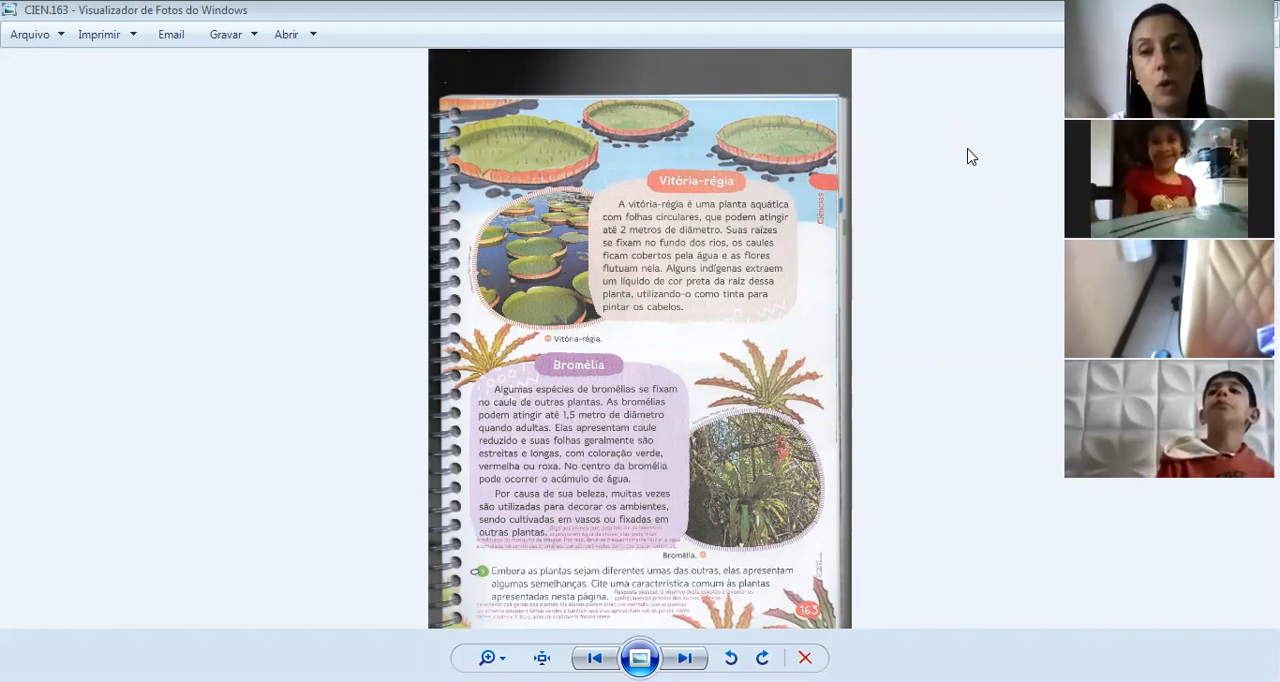 CIEN.163 - Visualizador de Fotos do Windows
Arquivo Imprimir Email Gravar Abrir
Vitória-régia
A vitória-régia é uma planta aquática
com folhas circulares, que podem atingir
até 2 metros de diâmetro. Suas raízes
se fixam no fundo dos rios, os caules
ficam cobertos pela água e as flores
flutuam nela. Alguns indígenas extraem
um líquido de cor preta da raiz dessa
planta, utilizando-o como tinta para
pintar os cabelos.
Ciências
Vitória-régia.
Bromélia
Algumas espécies de bromélias se fixam
no caule de outras plantas. As bromélias
podem atingir até 1,5 metro de diâmetro
quando adultas. Elas apresentam caule
reduzido e suas folhas geralmente são
estreitas e longas, com coloração verde,
vermelha ou roxa. No centro da bromélia
pode ocorrer o acúmulo de água.
Por causa de sua beleza, muitas vezes
são utilizadas para decorar os ambientes,
sendo cultivadas em vasos ou fixadas em
outras plantas.
Bromélia.
Embora as plantas sejam diferentes umas das outras, elas apresentam
algumas semelhanças. Cite uma característica comum às plantas
apresentadas nesta página.
163